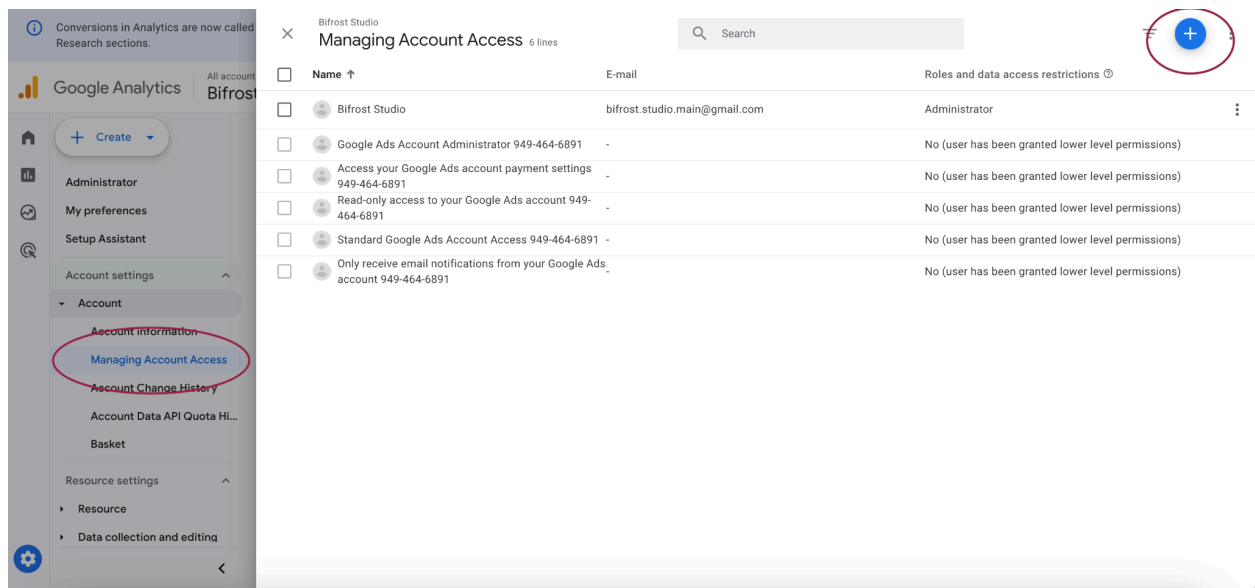 Conversions in Analytics are now called
Research sections.
Google Analytics
All account
Bifrost
Create
Administrator
My preferences
Setup Assistant
Account settings
Account
Account information
Managing Account Access
Account Change History
Account Data API Quota Hi...
Basket
Resource settings
Resource
Data collection and editing
Bifrost Studio
Managing Account Access 6 lines
Search
Name E-mail Roles and data access restrictions
Bifrost Studio bifrost.studio.main@gmail.com Administrator
Google Ads Account Administrator 949-464-6891 - No (user has been granted lower level permissions)
Access your Google Ads account payment settings
949-464-6891 - No (user has been granted lower level permissions)
Read-only access to your Google Ads account 949-
464-6891 - No (user has been granted lower level permissions)
Standard Google Ads Account Access 949-464-6891 - No (user has been granted lower level permissions)
Only receive email notifications from your Google Ads
account 949-464-6891 - No (user has been granted lower level permissions)